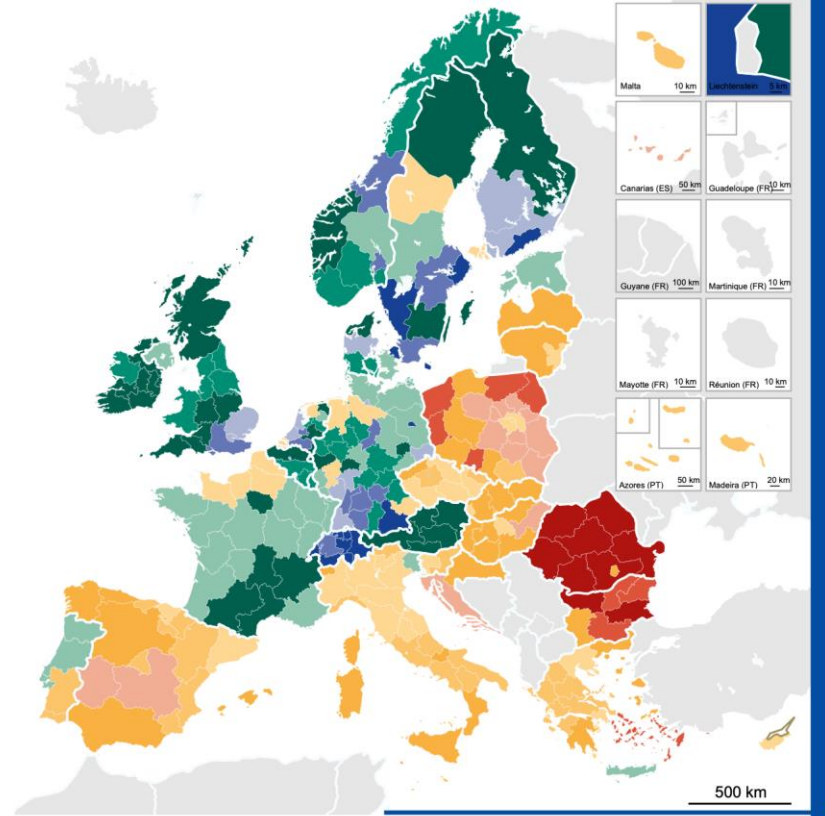 Malta 10 km
Liechtenstein 5 km
Canarias (ES) 50 km
Guadeloupe (FR) 10 km
Guyane (FR) 100 km
Martinique (FR) 10 km
Mayotte (FR) 10 km
Réunion (FR) 10 km
Azores (PT) 50 km
Madeira (PT) 20 km
500 km